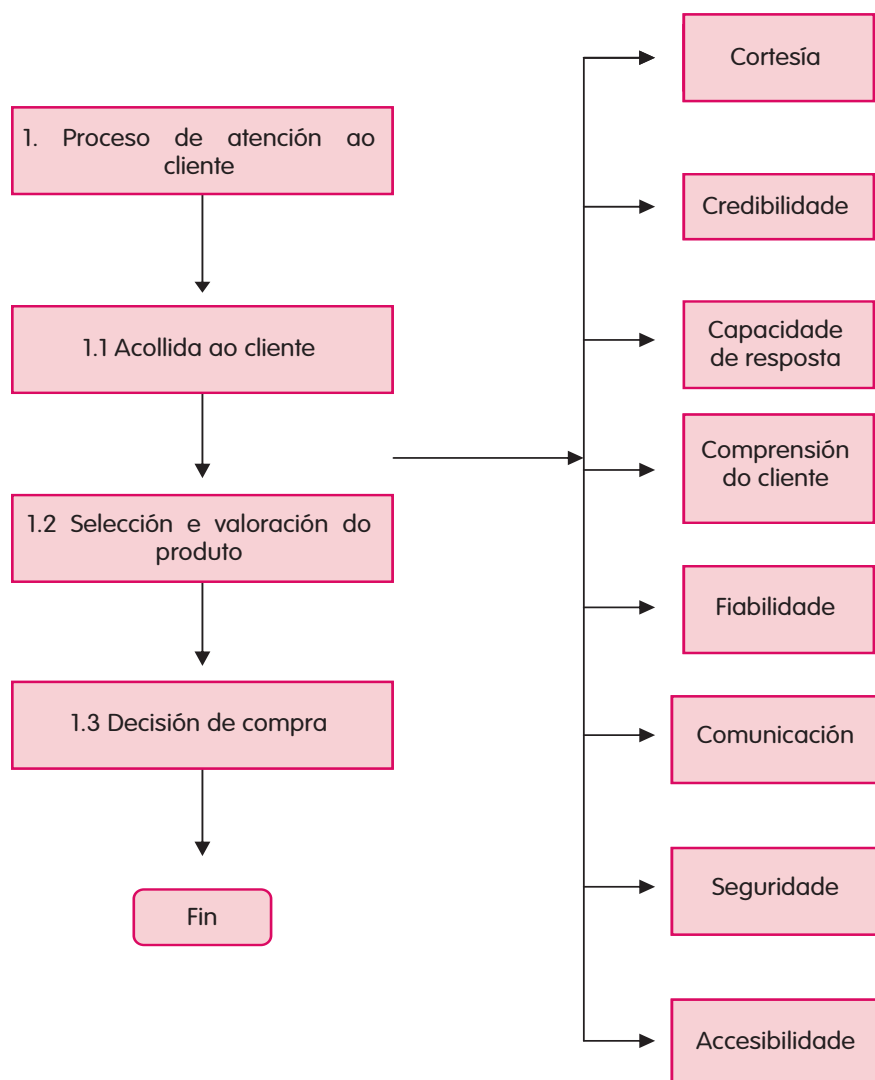 1. Proceso de atención ao
cliente
1.1 Acollida ao cliente
1.2 Selección e valoración do
produto
1.3 Decisión de compra
Fin
Cortesía
Credibilidade
Capacidade
de resposta
Comprensión
do cliente
Fiabilidade
Comunicación
Seguridade
Accesibilidade